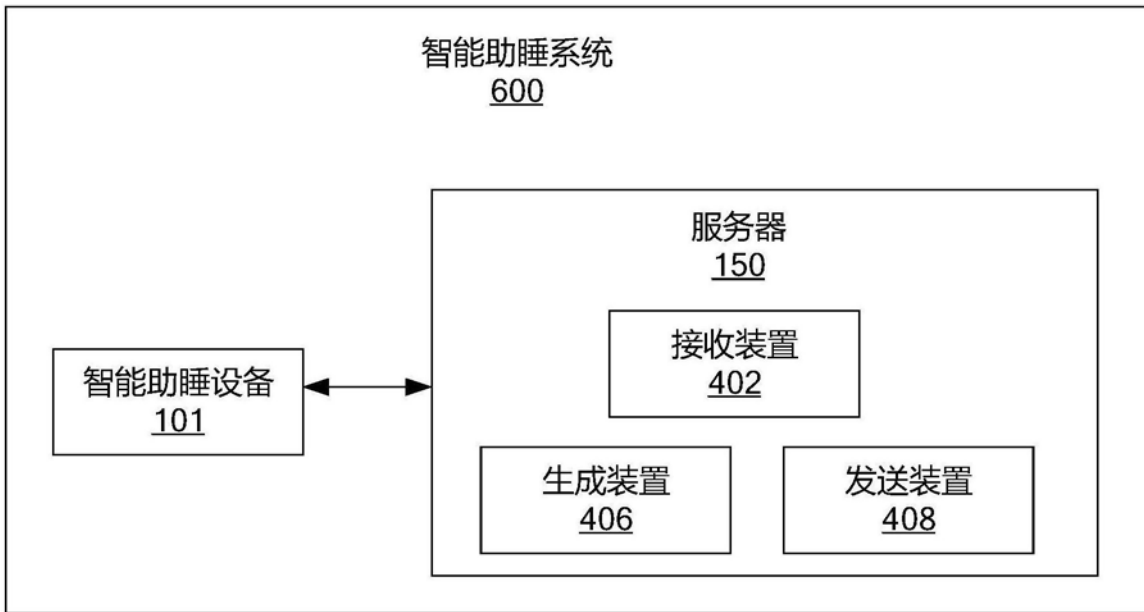 智能助睡系统
600
服务器
150
接收装置
402
智能助睡设备
101
生成装置
406
发送装置
408